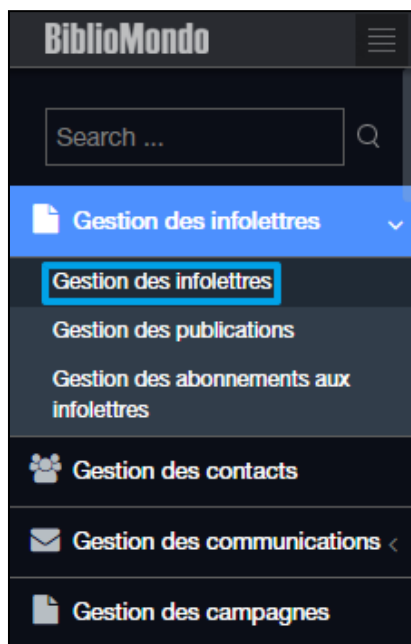 BiblioMondo
Search ...
Gestion des infolettres
Gestion des infolettres
Gestion des publications
Gestion des abonnements aux
infolettres
Gestion des contacts
Gestion des communications
Gestion des campagnes